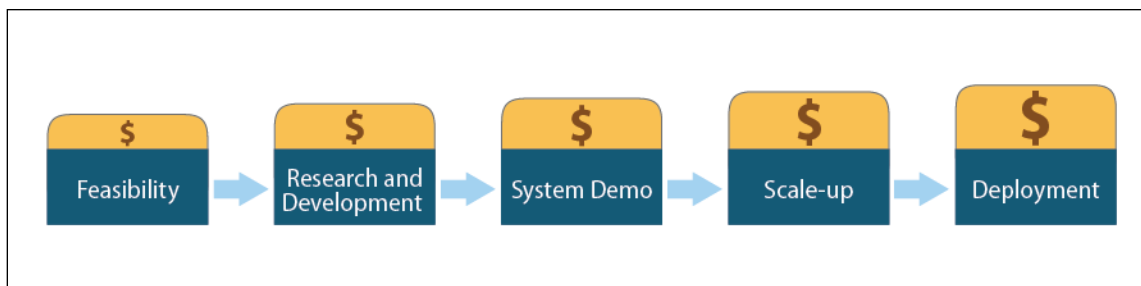 $
$
$
$
$
Feasibility
Research and
Development
System Demo
Scale-up
Deployment